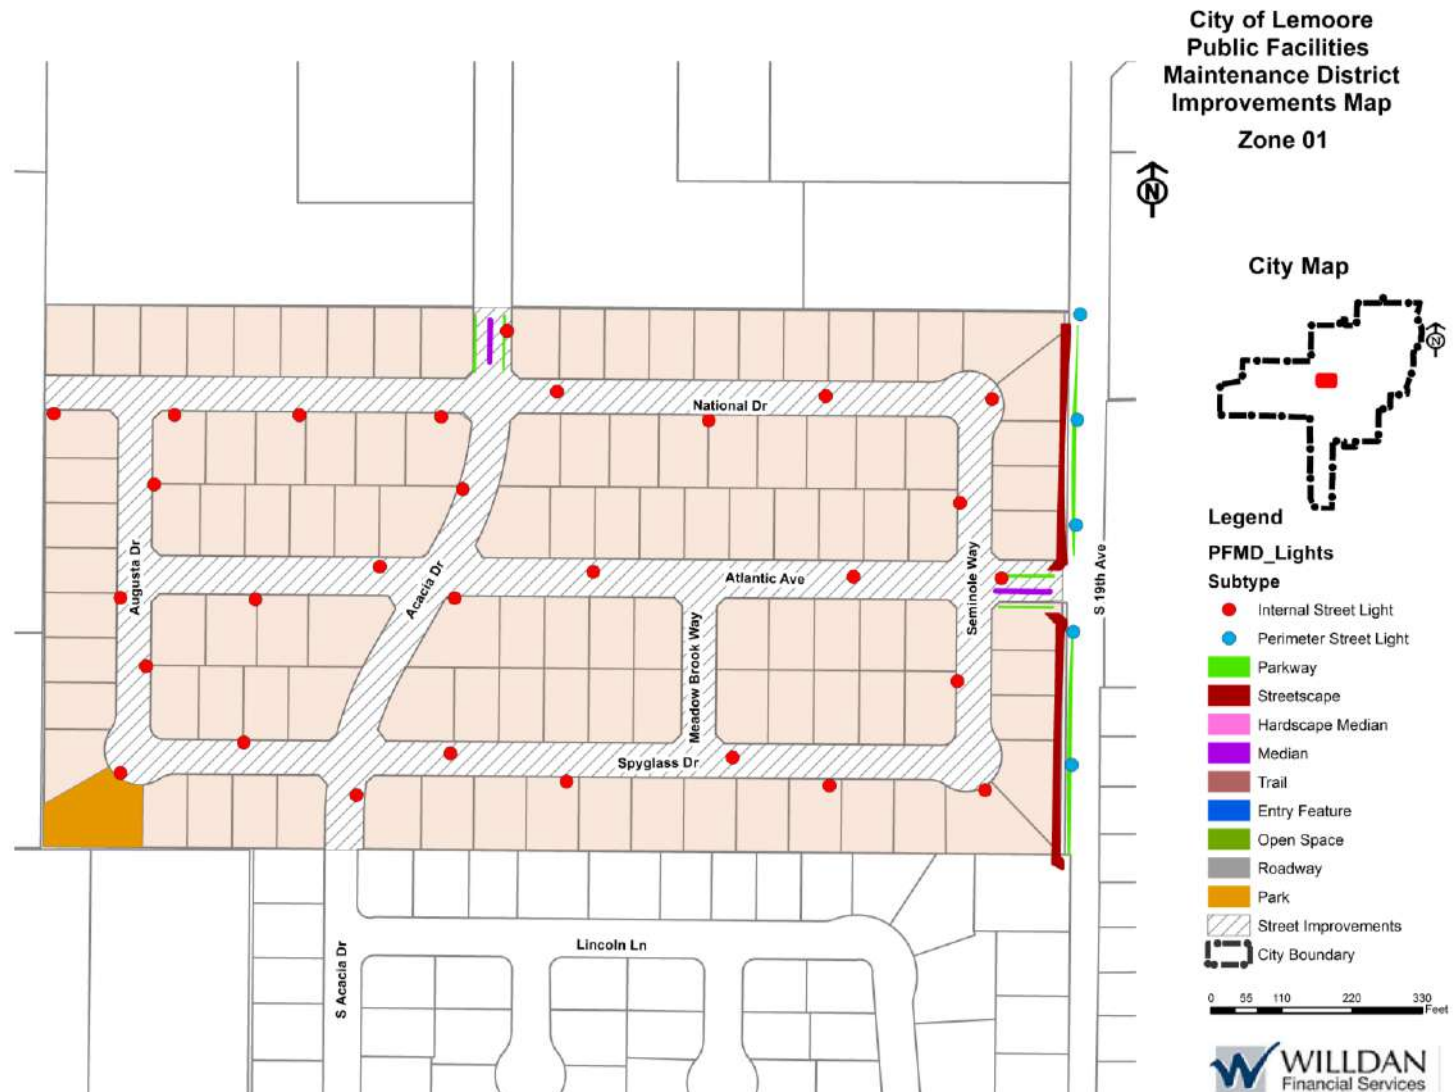 City of Lemoore
Public Facilities
Maintenance District
Improvements Map
Zone 01
N
City Map
N
National Dr
Augusta Dr
Acacia Dr
Atlantic Ave
Meadow Brook Way
Seminole Way
S 19th Ave
Spyglass Dr
Lincoln Ln
S Acacia Dr
Legend
PFMD_Lights
Subtype
Internal Street Light
Perimeter Street Light
Parkway
Streetscape
Hardscape Median
Median
Trail
Entry Feature
Open Space
Roadway
Park
Street Improvements
City Boundary
0 55 110 220 330
Feet
WILLDAN
Financial Services